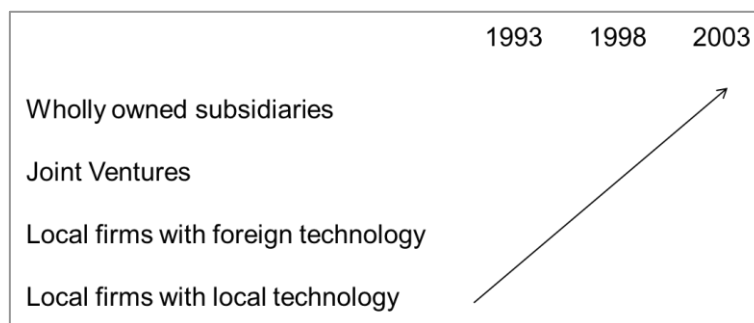 1993 1998 2003
Wholly owned subsidiaries
Joint Ventures
Local firms with foreign technology
Local firms with local technology